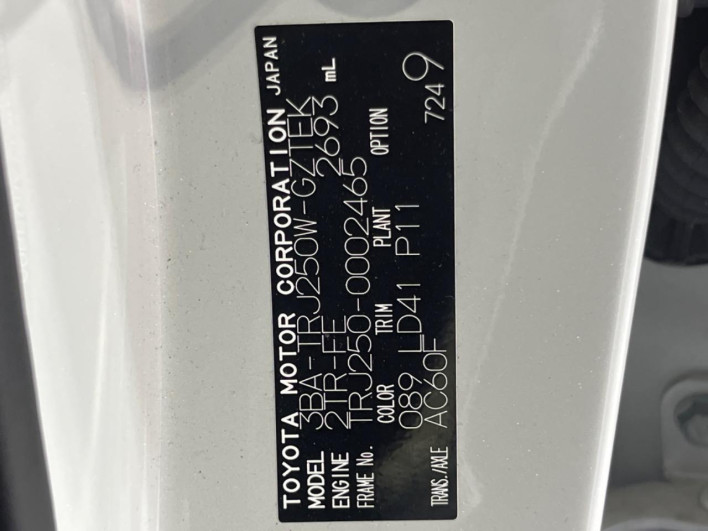 TOYOTA MOTOR CORPORATION JAPAN
MODEL 3BA-TRJ250W-GZTEK
ENGINE 2TR-FE 2693 mL
FRAME No. TRJ250-0002465
COLOR TRIM PLANT OPTION
089 LD41 P11
TRANS./AXLE AC60F 7249